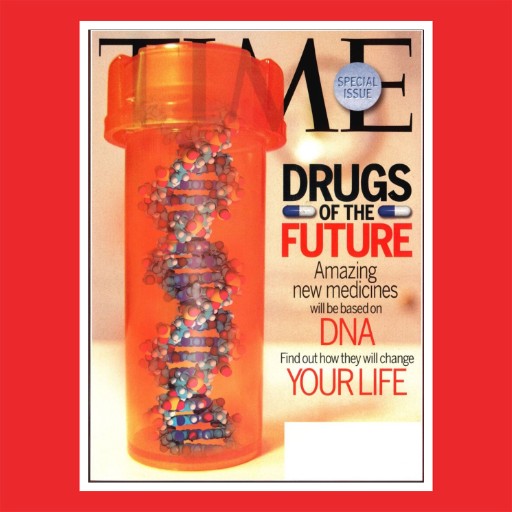 TIME
SPECIAL
ISSUE
DRUGS
OF THE
FUTURE
Amazing
new medicines
will be based on
DNA
Find out how they will change
YOUR LIFE